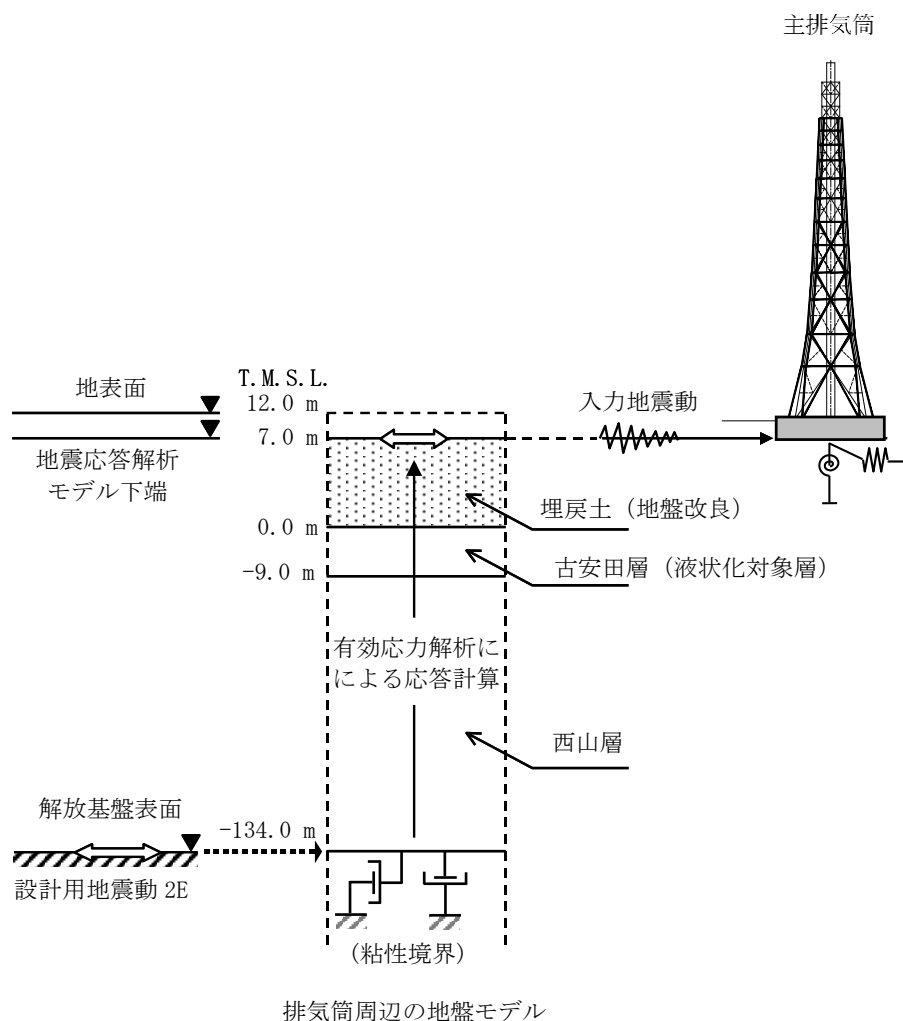 主排気筒
T.M.S.L.
地表面
12.0 m
入力地震動
7.0 m
地震応答解析
モデル下端
埋戻土（地盤改良）
0.0 m
古安田層（液状化対象層）
-9.0 m
有効応力解析に
による応答計算
西山層
解放基盤表面
-134.0 m
設計用地震動 2E
(粘性境界)
排気筒周辺の地盤モデル